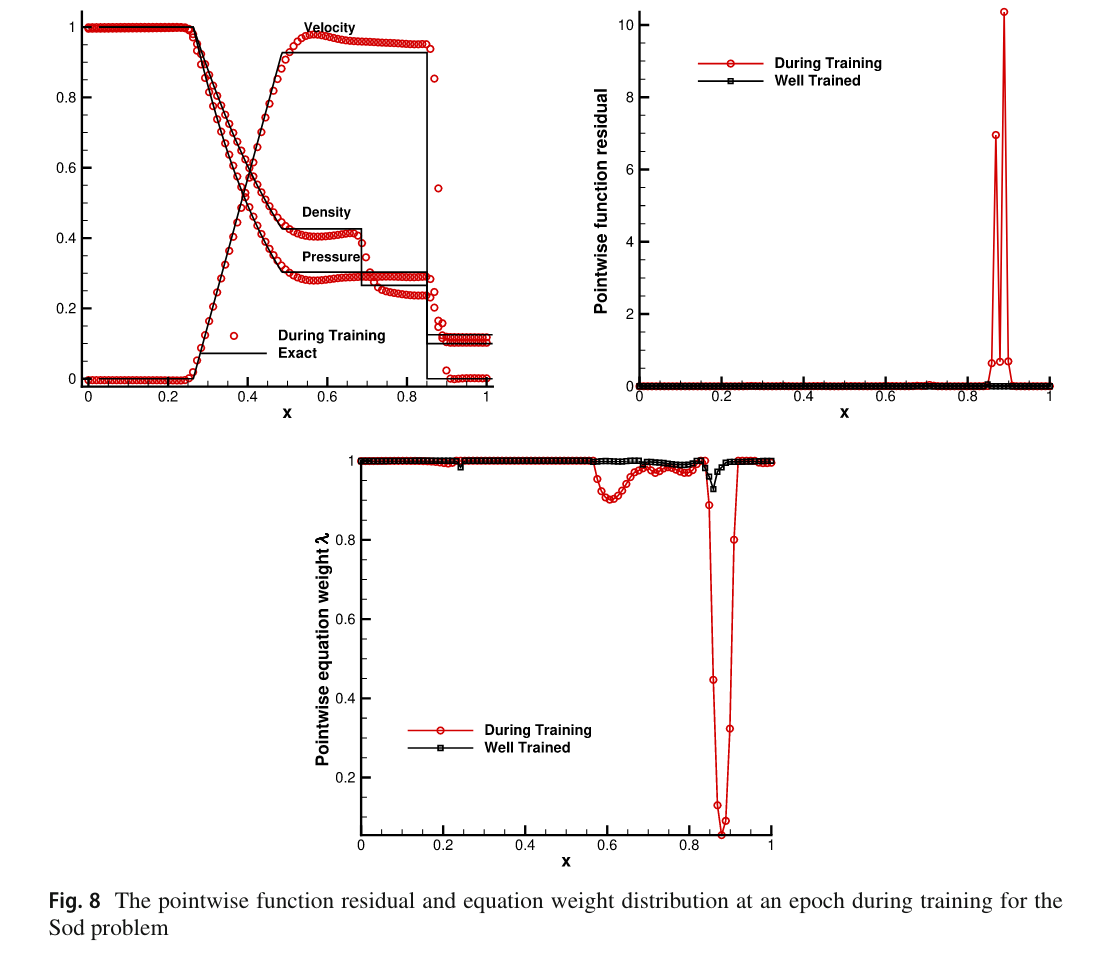 1
0.8
0.6
0.4
0.2
0
Velocity
Density
Pressure
During Training
Exact
0
0.2
0.4
0.6
0.8
1
x
Pointwise function residual
10
8
6
4
2
0
During Training
Well Trained
0
0.2
0.4
0.6
0.8
1
x
Pointwise equation weight λ
1
0.8
0.6
0.4
0.2
During Training
Well Trained
0
0.2
0.4
0.6
0.8
1
x
Fig. 8 The pointwise function residual and equation weight distribution at an epoch during training for the
Sod problem